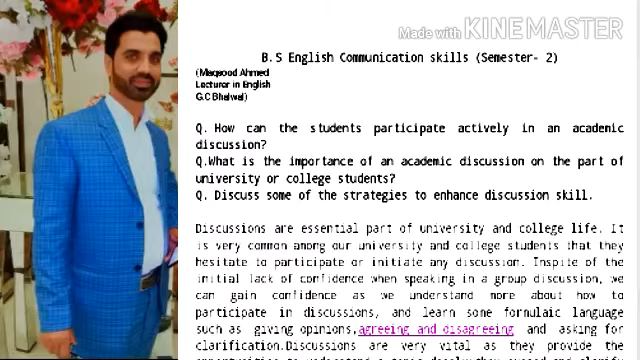 Made with KINEMASTER
B.S English Communication skills (Semester- 2)
(Maqsood Ahmed
Lecturer in English
G.C Bhalwal)
Q. How can the students participate actively in an academic
discussion?
Q.What is the importance of an academic discussion on the part of
university or college students?
Q. Discuss some of the strategies to enhance discussion skill.
Discussions are essential part of university and college life. It
is very common among our university and college students that they
hesitate to participate or initiate any discussion. Inspite of the
initial lack of confidence when speaking in a group discussion, we
can gain confidence as we understand more about how to
participate in discussions, and learn some formulaic language
such as giving opinions,agreeing and disagreeing and asking for
clarification.Discussions are very vital as they provide the